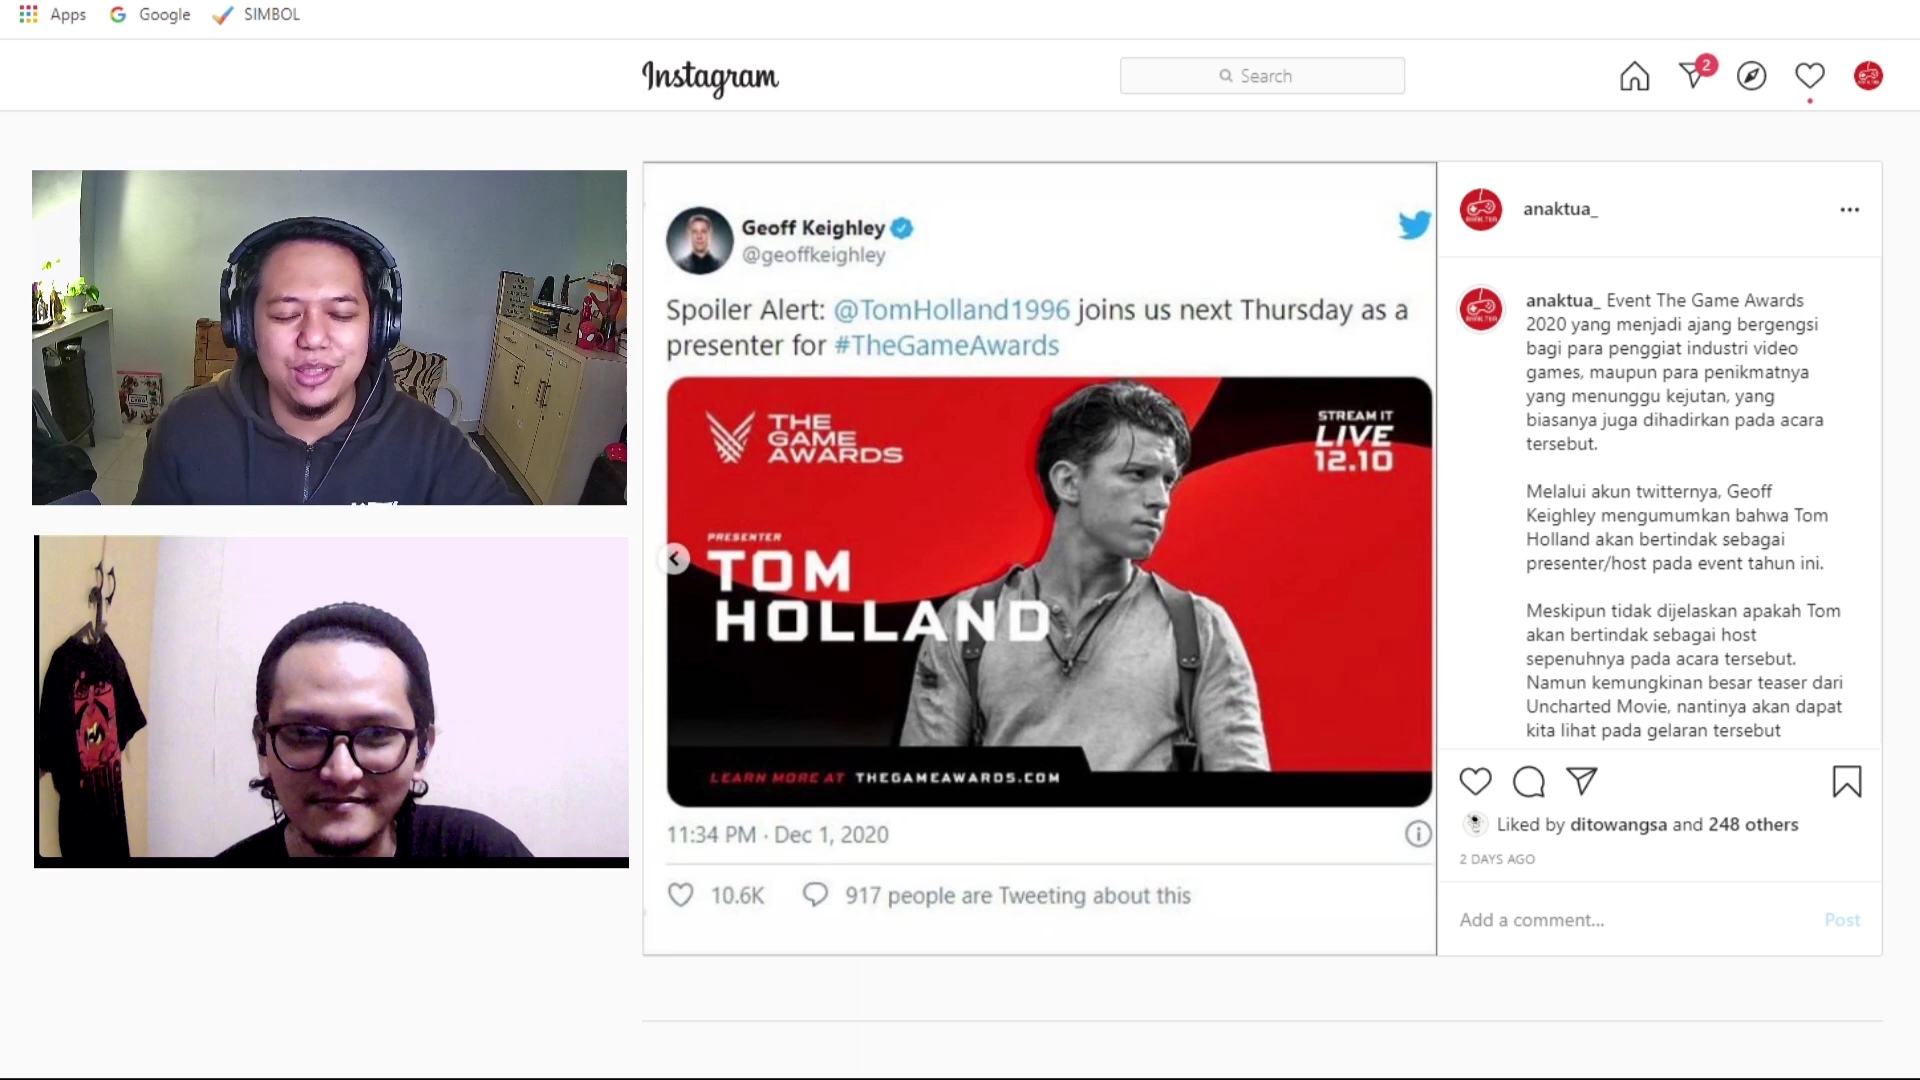 Apps Google SIMBOL
Instagram
Search
2
Geoff Keighley
@geoffkeighley
Spoiler Alert: @TomHolland1996 joins us next Thursday as a
presenter for #TheGameAwards
THE
GAME
AWARDS
STREAM IT
LIVE
12.10
PRESENTER
TOM
HOLLAND
LEARN MORE AT THEGAMEAWARDS.COM
11:34 PM · Dec 1, 2020
10.6K 917 people are Tweeting about this
anaktua_
anaktua_ Event The Game Awards
2020 yang menjadi ajang bergengsi
bagi para penggiat industri video
games, maupun para penikmatnya
yang menunggu kejutan, yang
biasanya juga dihadirkan pada acara
tersebut.
Melalui akun twitternya, Geoff
Keighley mengumumkan bahwa Tom
Holland akan bertindak sebagai
presenter/host pada event tahun ini.
Meskipun tidak dijelaskan apakah Tom
akan bertindak sebagai host
sepenuhnya pada acara tersebut.
Namun kemungkinan besar teaser dari
Uncharted Movie, nantinya akan dapat
kita lihat pada gelaran tersebut
Liked by ditowangsa and 248 others
2 DAYS AGO
Add a comment... Post